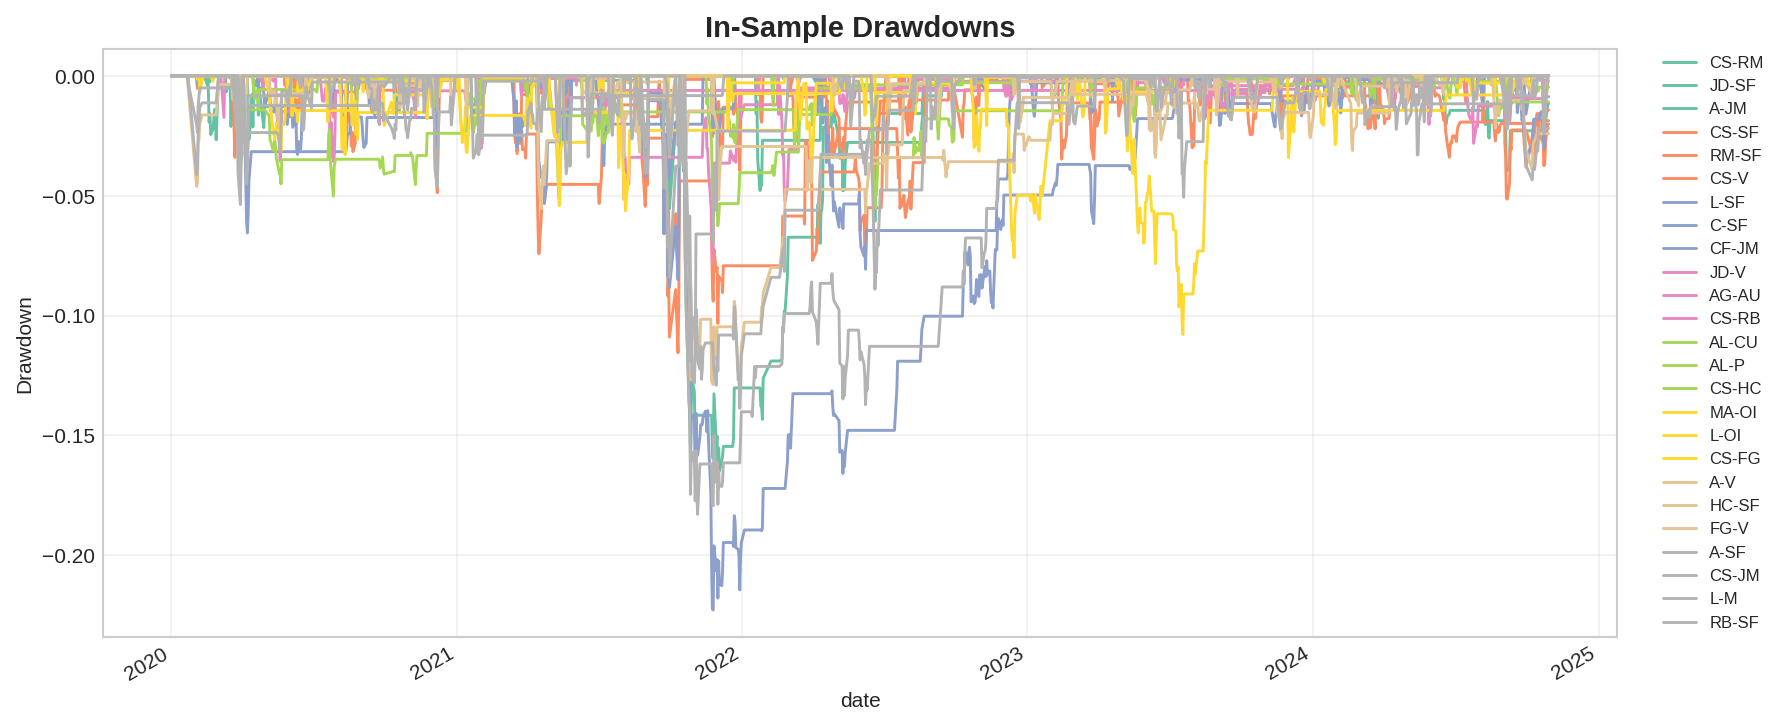 In-Sample Drawdowns
0.00
−0.05
−0.10
−0.15
−0.20
Drawdown
2020
2021
2022
2023
2024
2025
date
CS-RM
JD-SF
A-JM
CS-SF
RM-SF
CS-V
L-SF
C-SF
CF-JM
JD-V
AG-AU
CS-RB
AL-CU
AL-P
CS-HC
MA-OI
L-OI
CS-FG
A-V
HC-SF
FG-V
A-SF
CS-JM
L-M
RB-SF